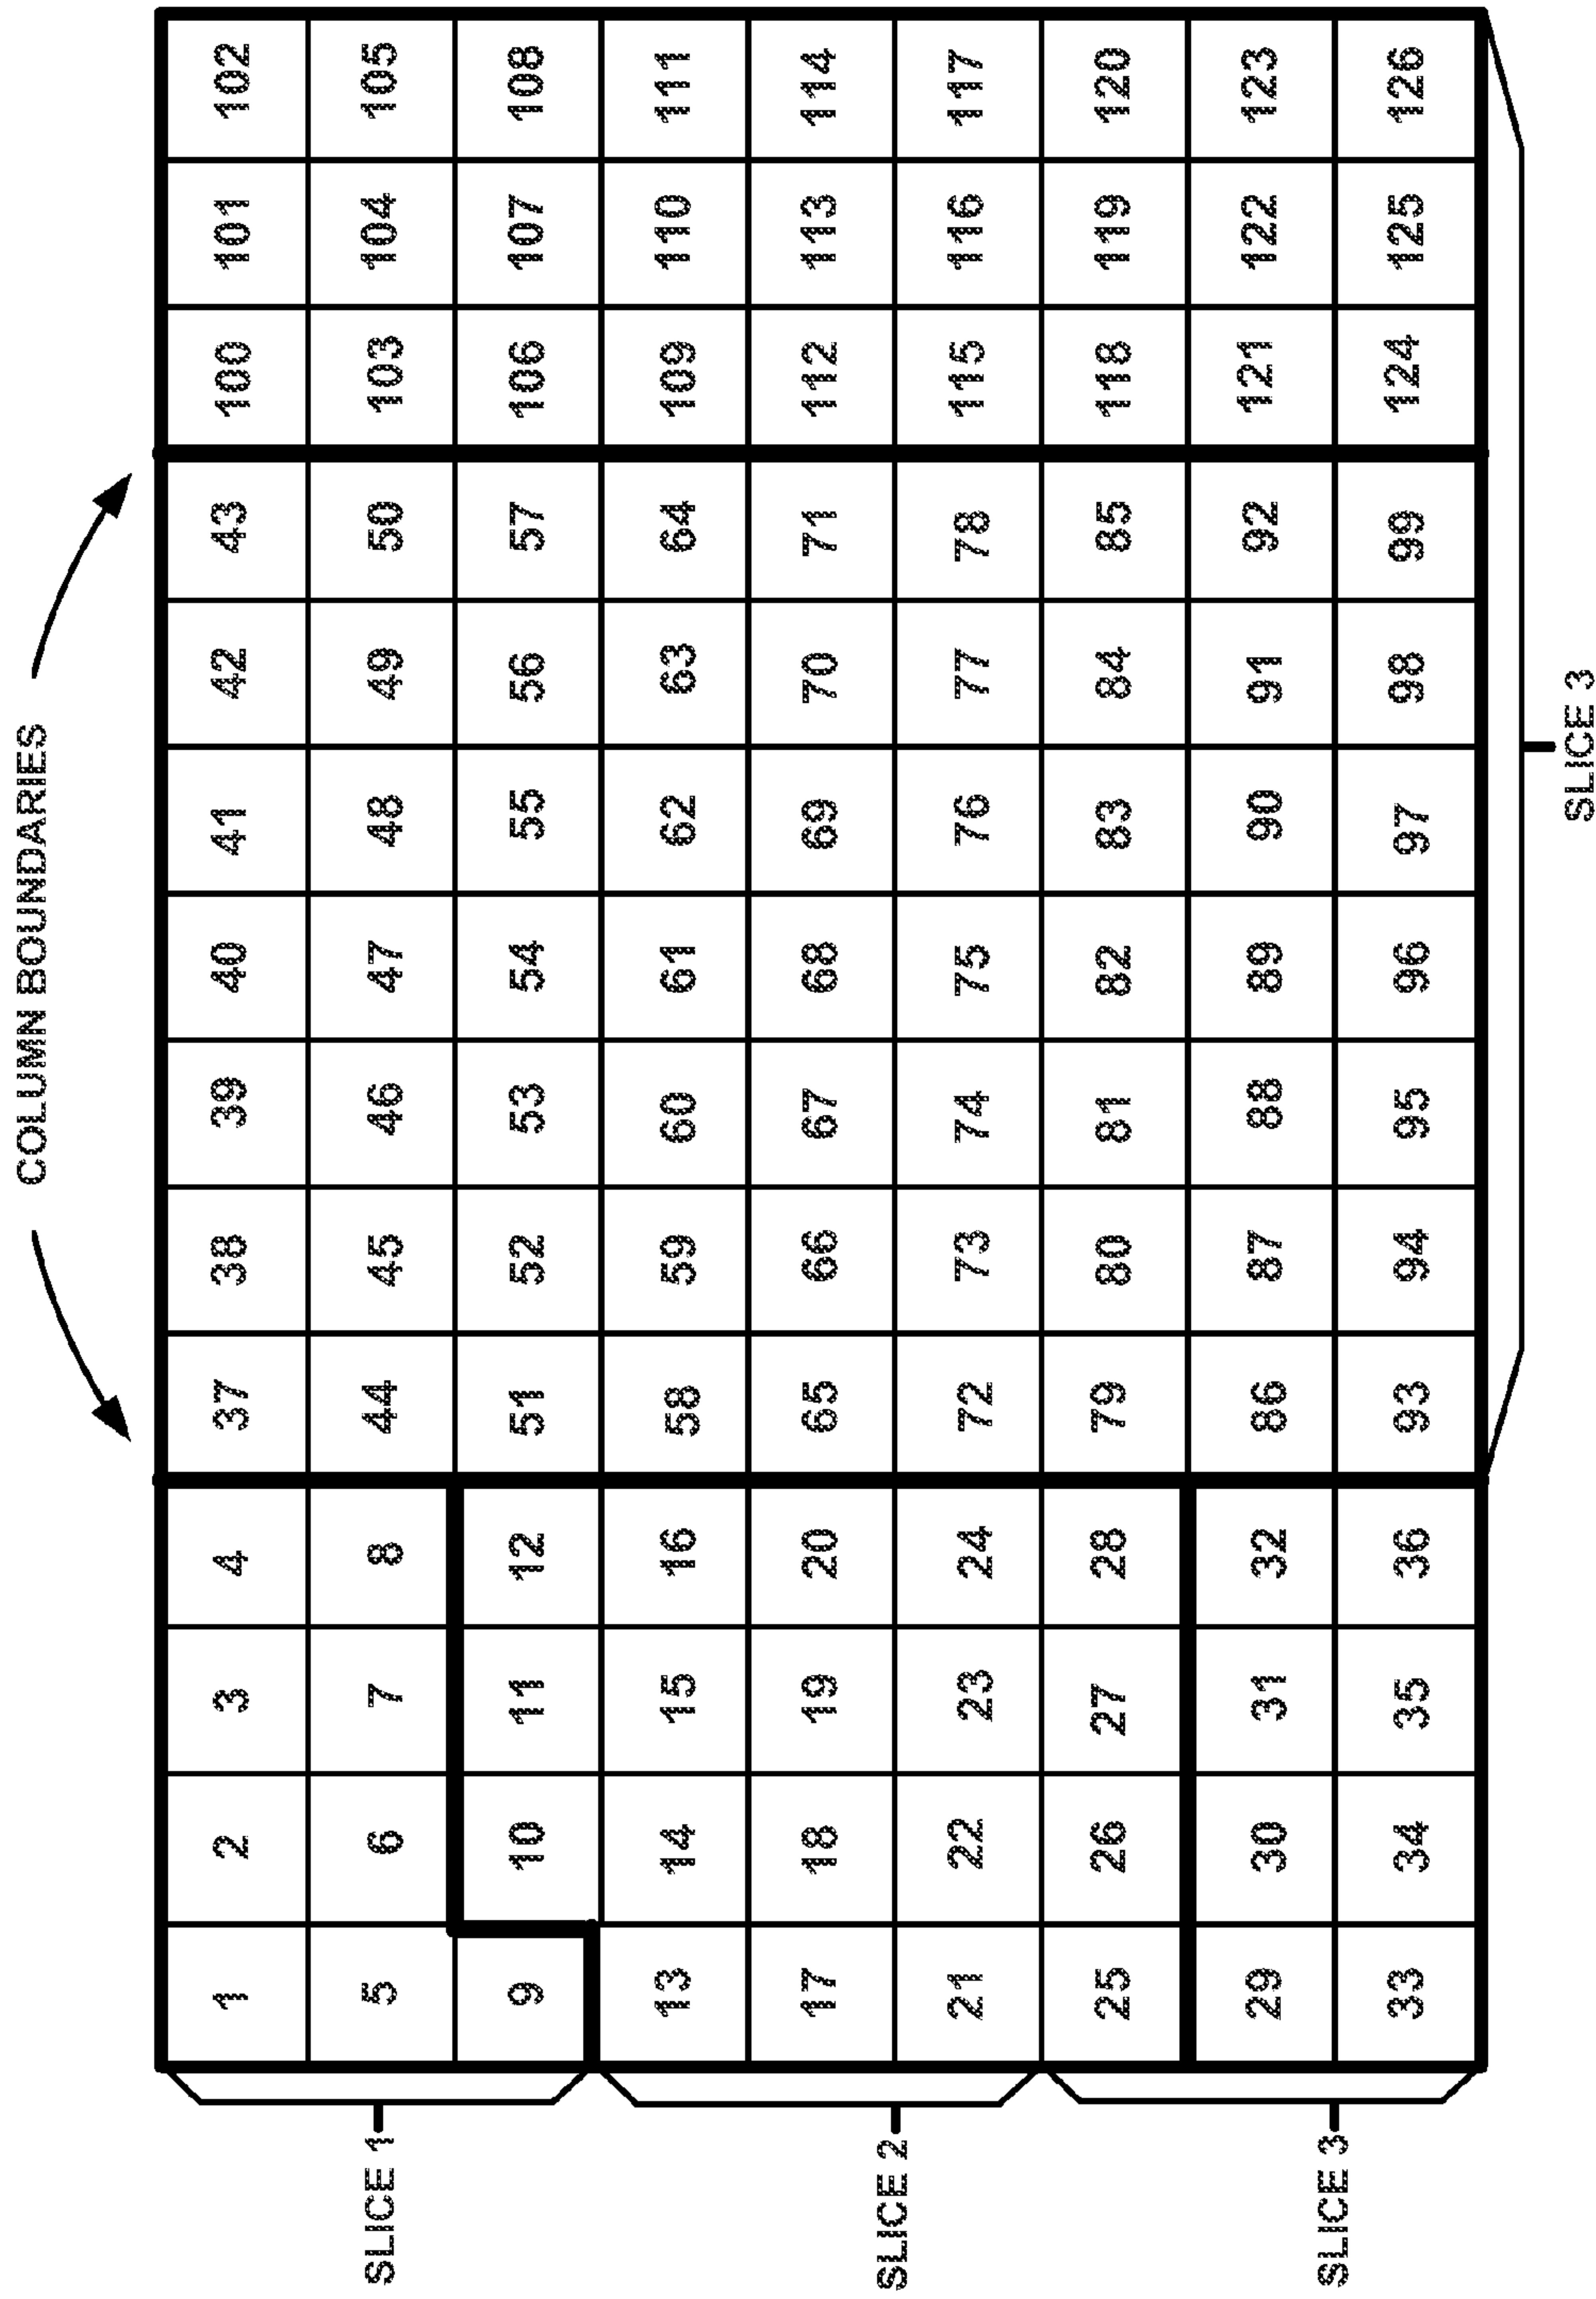 COLUMN BOUNDARIES
1 2 3 4 37 38 39 40 41 42 43 100 101 102
SLICE 1 5 6 7 8 44 45 46 47 48 49 50 103 104 105
9 10 11 12 51 52 53 54 55 56 57 106 107 108
13 14 15 16 58 59 60 61 62 63 64 109 110 111
17 18 19 20 65 66 67 68 69 70 71 112 113 114
SLICE 2
21 22 23 24 72 73 74 75 76 77 78 115 116 117
25 26 27 28 79 80 81 82 83 84 85 118 119 120
29 30 31 32 86 87 88 89 90 91 92 121 122 123
SLICE 3
33 34 35 36 93 94 95 96 97 98 99 124 125 126
SLICE 3